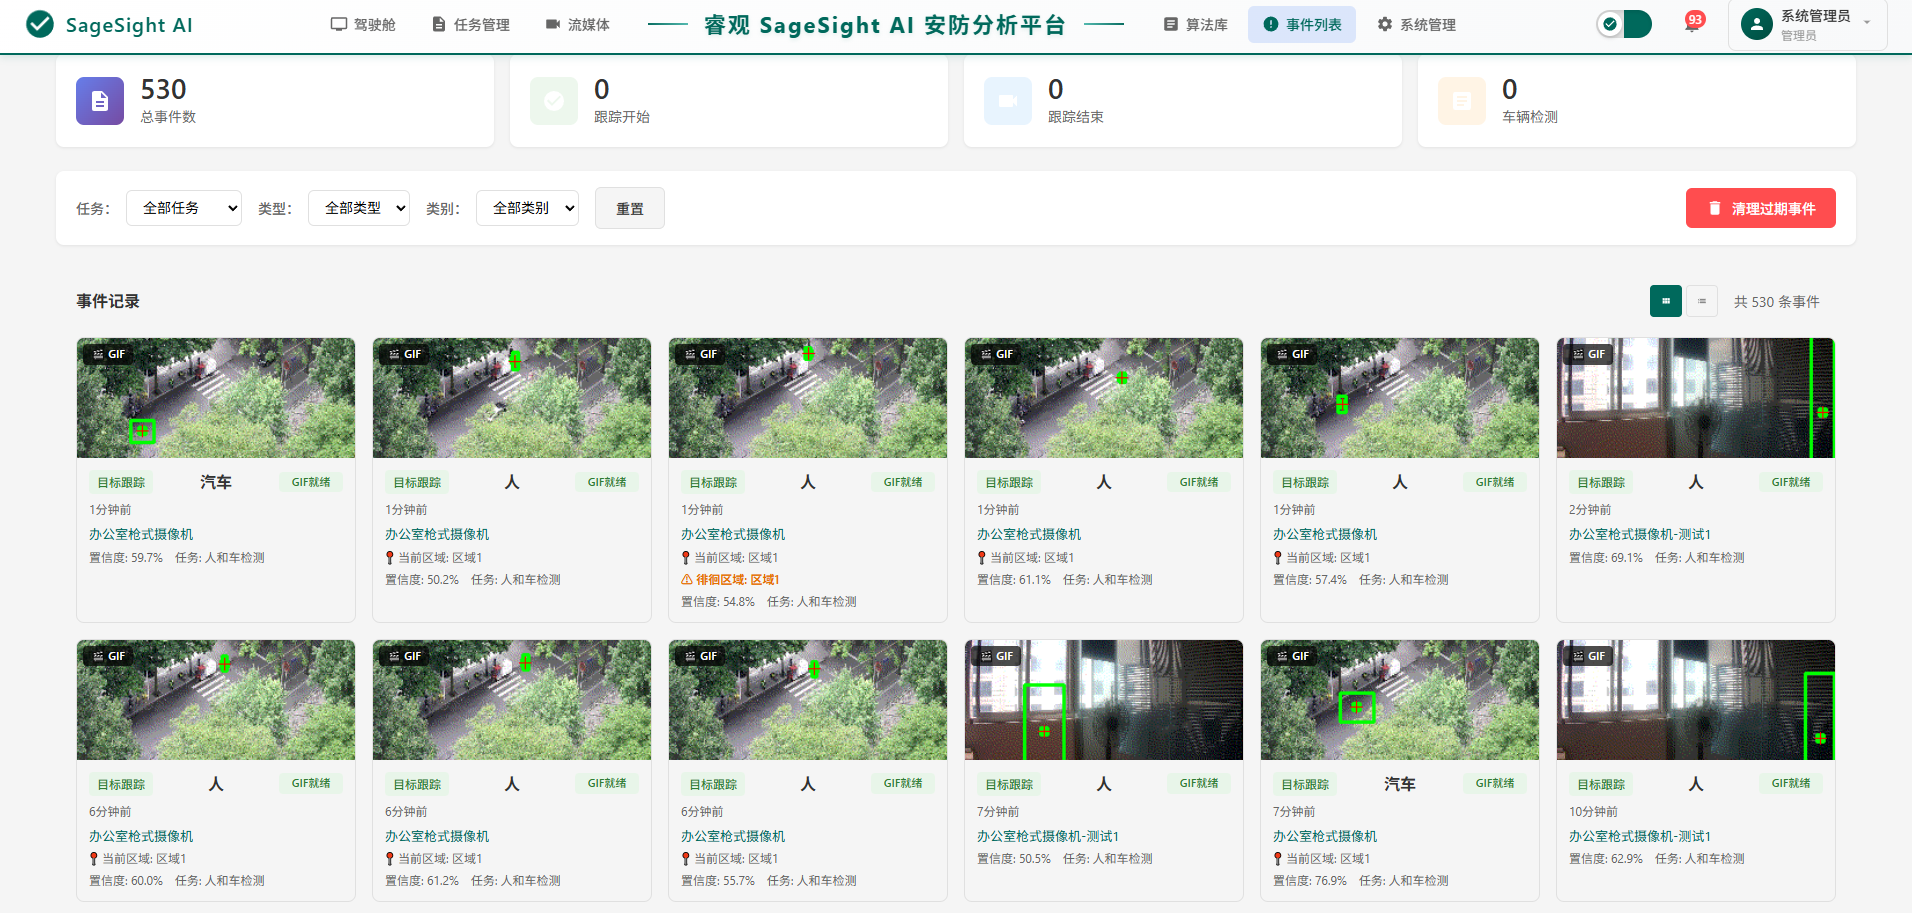 SageSight AI
驾驶舱
任务管理
流媒体
睿观 SageSight AI 安防分析平台
算法库
事件列表
系统管理
93
系统管理员
管理员
530
总事件数
0
跟踪开始
0
跟踪结束
0
车辆检测
任务: 全部任务 类型: 全部类型 类别: 全部类别 重置
清理过期事件
事件记录
共 530 条事件
GIF
目标跟踪 汽车 GIF就绪
1分钟前
办公室枪式摄像机
置信度: 59.7% 任务: 人和车检测
GIF
目标跟踪 人 GIF就绪
1分钟前
办公室枪式摄像机
当前区域: 区域1
置信度: 50.2% 任务: 人和车检测
GIF
目标跟踪 人 GIF就绪
1分钟前
办公室枪式摄像机
当前区域: 区域1
徘徊区域: 区域1
置信度: 54.8% 任务: 人和车检测
GIF
目标跟踪 人 GIF就绪
1分钟前
办公室枪式摄像机
当前区域: 区域1
置信度: 61.1% 任务: 人和车检测
GIF
目标跟踪 人 GIF就绪
1分钟前
办公室枪式摄像机
当前区域: 区域1
置信度: 57.4% 任务: 人和车检测
GIF
目标跟踪 人 GIF就绪
2分钟前
办公室枪式摄像机-测试1
置信度: 69.1% 任务: 人和车检测
GIF
目标跟踪 人 GIF就绪
6分钟前
办公室枪式摄像机
当前区域: 区域1
置信度: 60.0% 任务: 人和车检测
GIF
目标跟踪 人 GIF就绪
6分钟前
办公室枪式摄像机
当前区域: 区域1
置信度: 61.2% 任务: 人和车检测
GIF
目标跟踪 人 GIF就绪
6分钟前
办公室枪式摄像机
当前区域: 区域1
置信度: 55.7% 任务: 人和车检测
GIF
目标跟踪 人 GIF就绪
7分钟前
办公室枪式摄像机-测试1
置信度: 50.5% 任务: 人和车检测
GIF
目标跟踪 汽车 GIF就绪
7分钟前
办公室枪式摄像机
当前区域: 区域1
置信度: 76.9% 任务: 人和车检测
GIF
目标跟踪 人 GIF就绪
10分钟前
办公室枪式摄像机-测试1
置信度: 62.9% 任务: 人和车检测